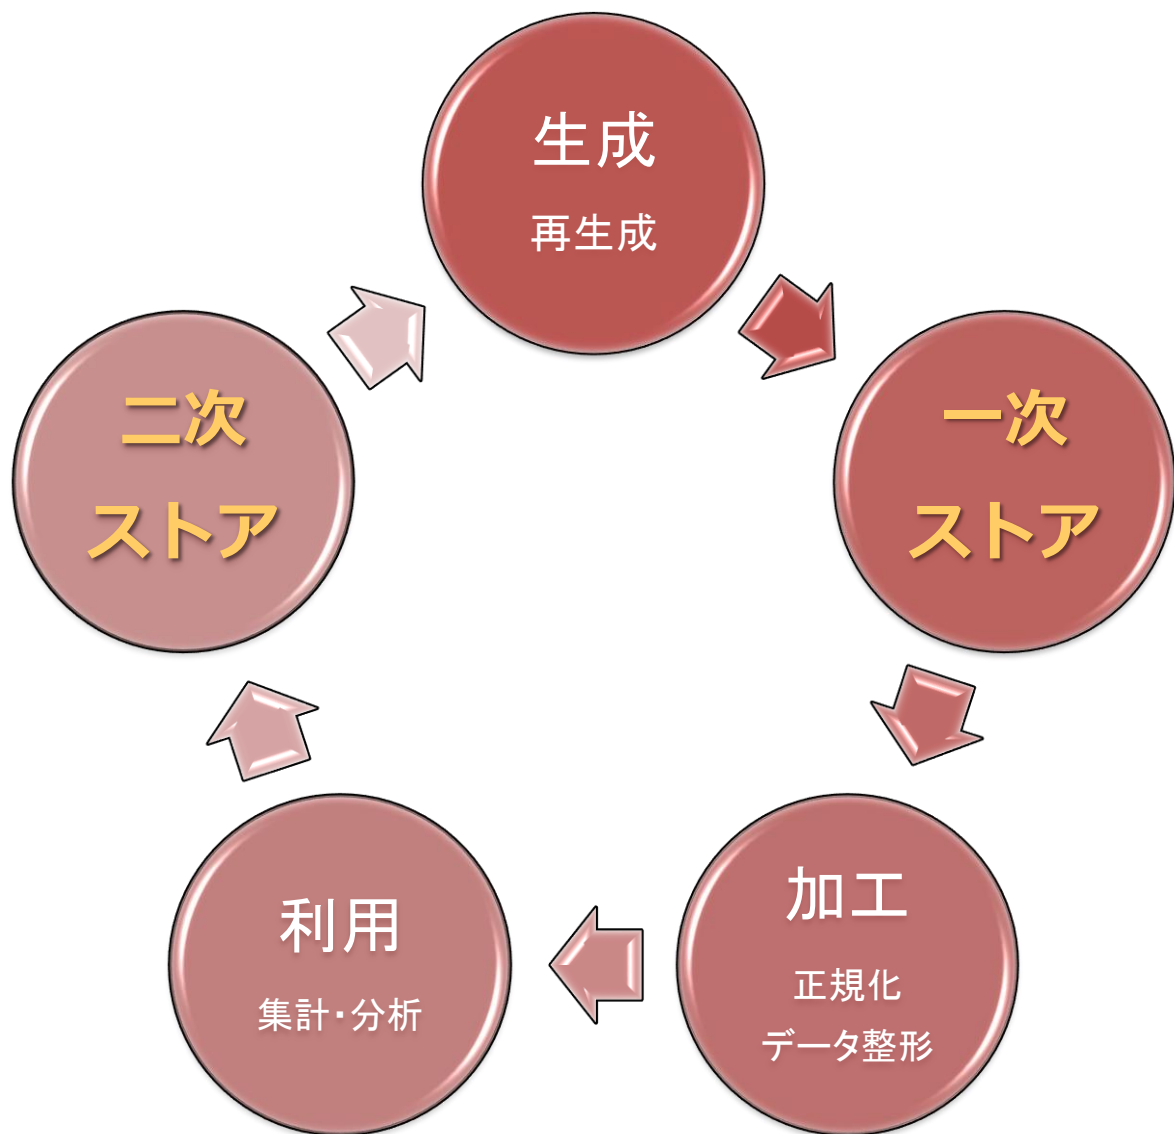 生成
再生成
一次
ストア
加工
正規化
データ整形
利用
集計・分析
二次
ストア